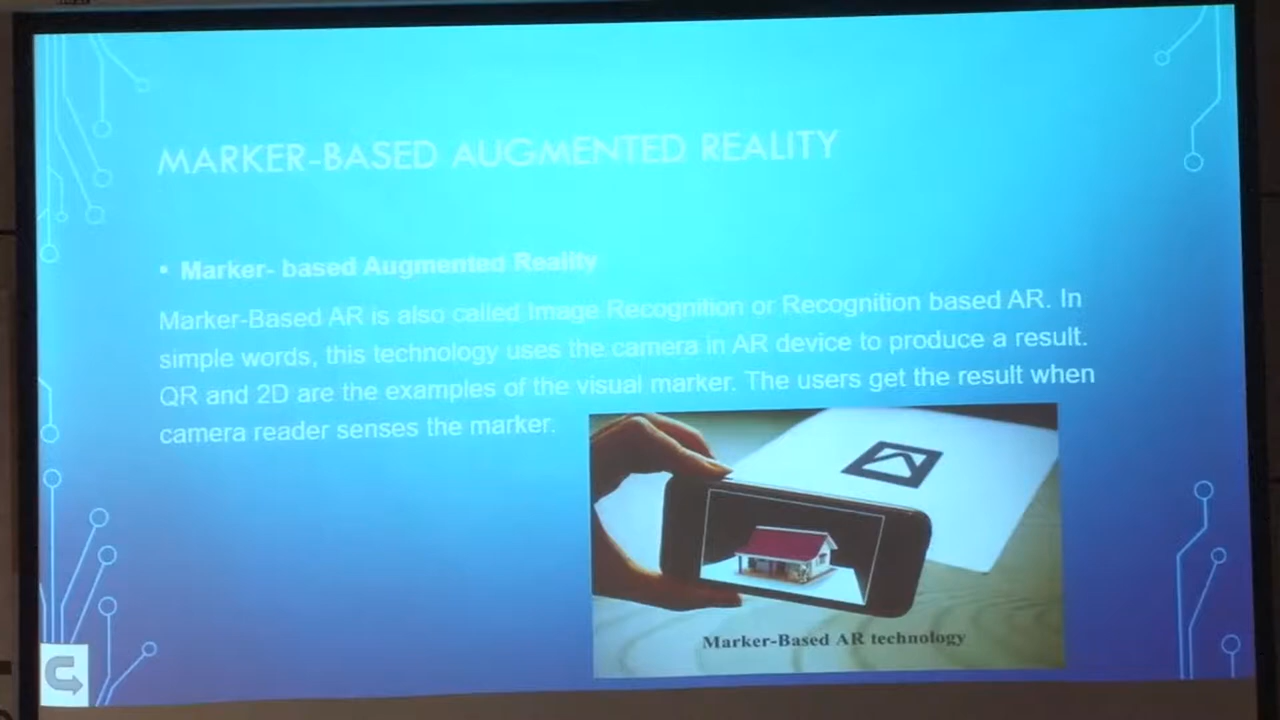 MARKER-BASED AUGMENTED REALITY
• Marker- based Augmented Reality
Marker-Based AR is also called Image Recognition or Recognition based AR. In
simple words, this technology uses the camera in AR device to produce a result.
QR and 2D are the examples of the visual marker. The users get the result when
camera reader senses the marker.
Marker-Based AR technology